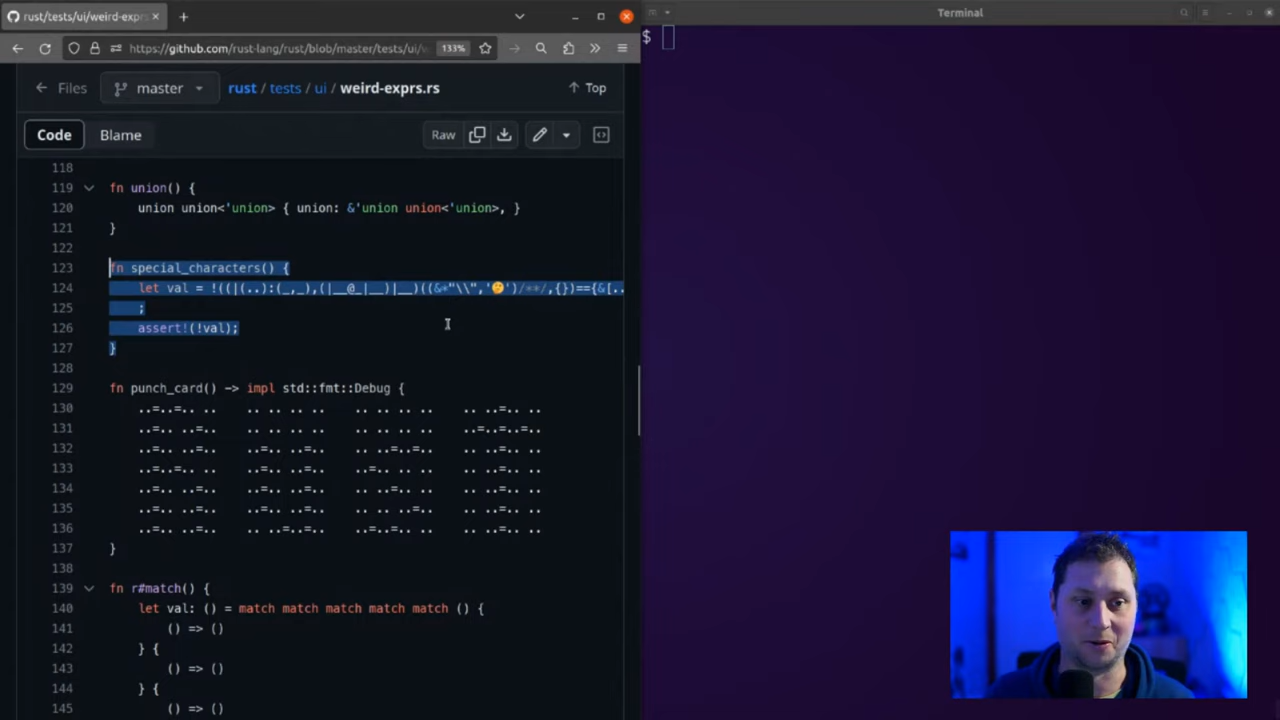 rust/tests/ui/weird-exprs
https://github.com/rust-lang/rust/blob/master/tests/ui/w
133%
Terminal
$
Files
master
rust / tests / ui / weird-exprs.rs
Top
Code
Blame
Raw
118
119 fn union() {
120 union union<'union> { union: &'union union<'union>, }
121 }
122
123 fn special_characters() {
124 let val = !((|(..):(_,_),(|__@_|__)|__)((&*"\\",'🤔')/**/,{})=={&[..
125 ;
126 assert!(!val);
127 }
128
129 fn punch_card() -> impl std::fmt::Debug {
130 ..=..=.. .. .. .. .. .. .. .. .. .. .. ..=.. ..
131 ..=.. ..=.. .. .. .. .. .. .. .. .. ..=..=..=..
132 ..=.. ..=.. ..=.. ..=.. .. ..=..=.. .. ..=.. ..
133 ..=..=.. .. ..=.. ..=.. ..=.. .. .. .. ..=.. ..
134 ..=.. ..=.. ..=.. ..=.. .. ..=.. .. .. ..=.. ..
135 ..=.. ..=.. ..=.. ..=.. .. .. ..=.. .. ..=.. ..
136 ..=.. ..=.. .. ..=..=.. ..=..=.. .. .. ..=.. ..
137 }
138
139 fn r#match() {
140 let val: () = match match match match match () {
141 () => ()
142 } {
143 () => ()
144 } {
145 () => ()